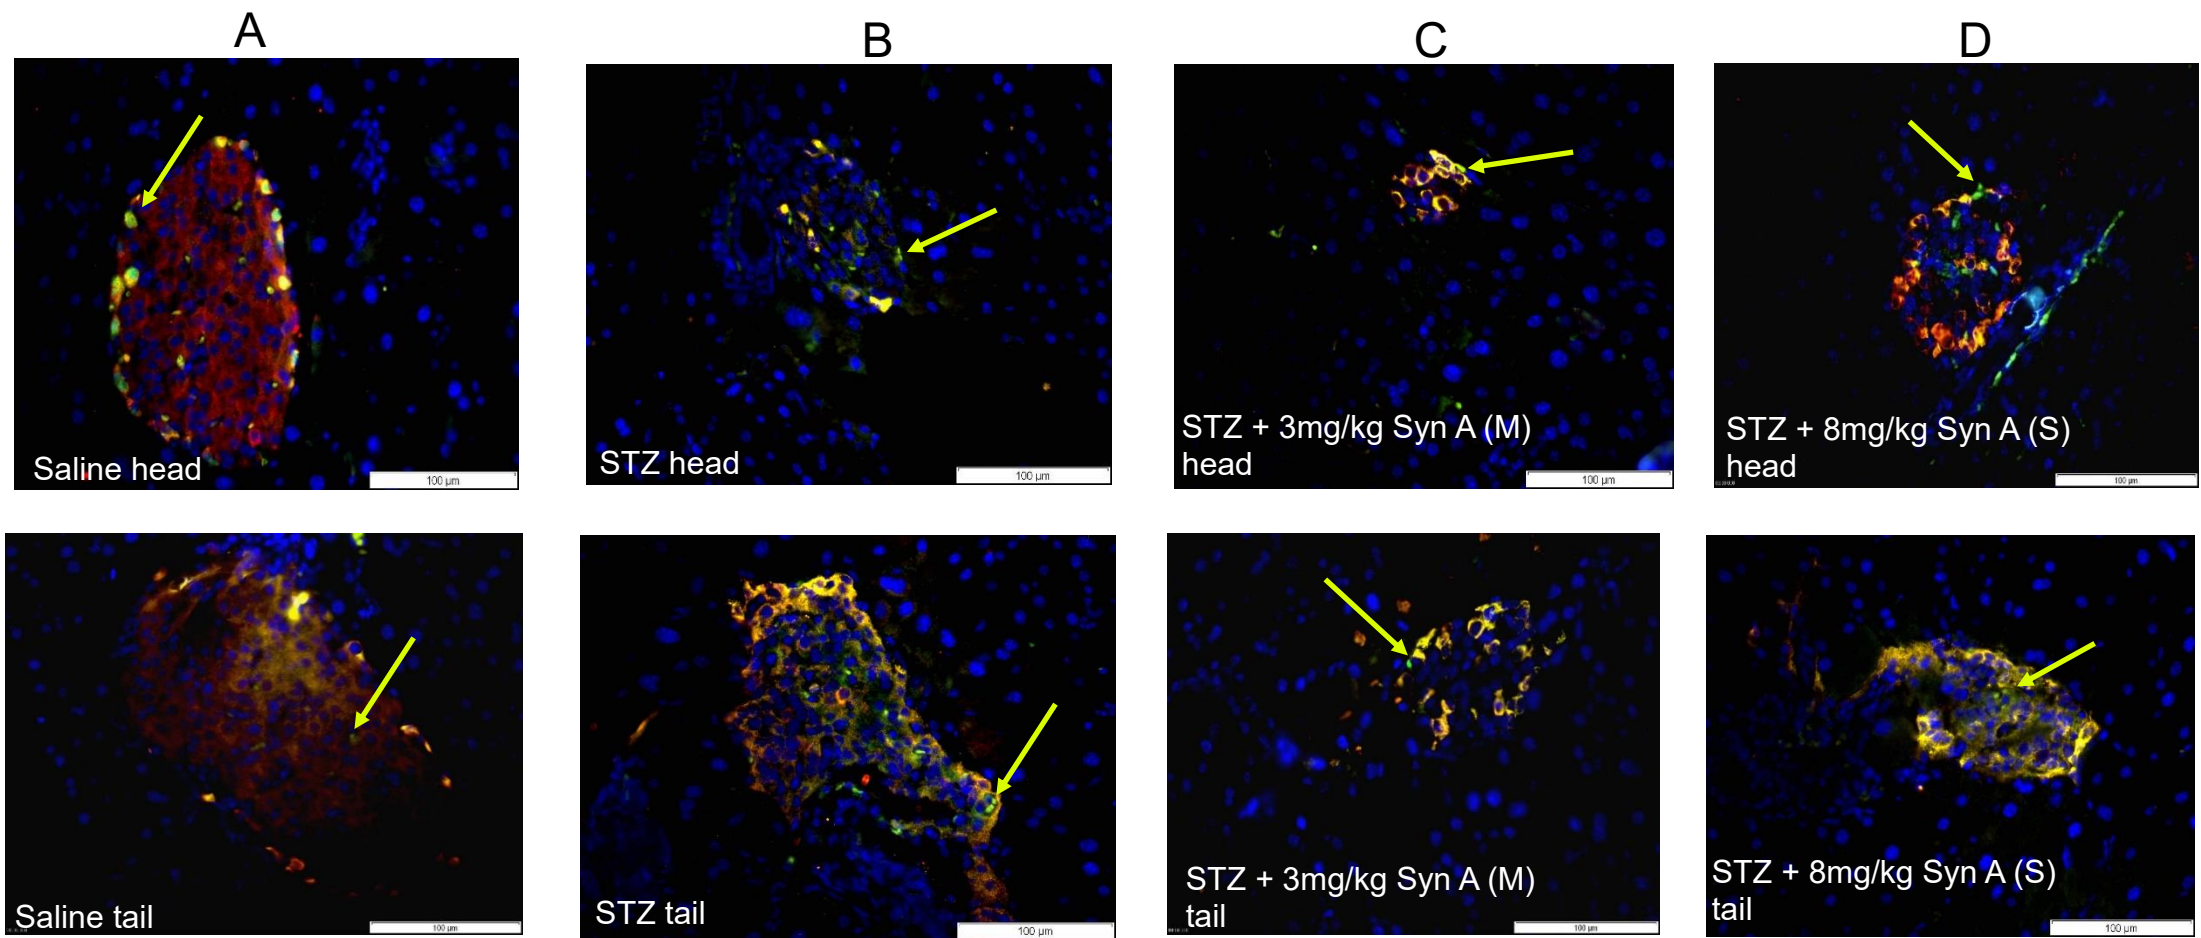 A
B
C
D
Saline head
100 µm
STZ head
100 µm
STZ + 3mg/kg Syn A (M)
head
100 µm
STZ + 8mg/kg Syn A (S)
head
100 µm
Saline tail
100 µm
STZ tail
100 µm
STZ + 3mg/kg Syn A (M)
tail
100 µm
STZ + 8mg/kg Syn A (S)
tail
100 µm